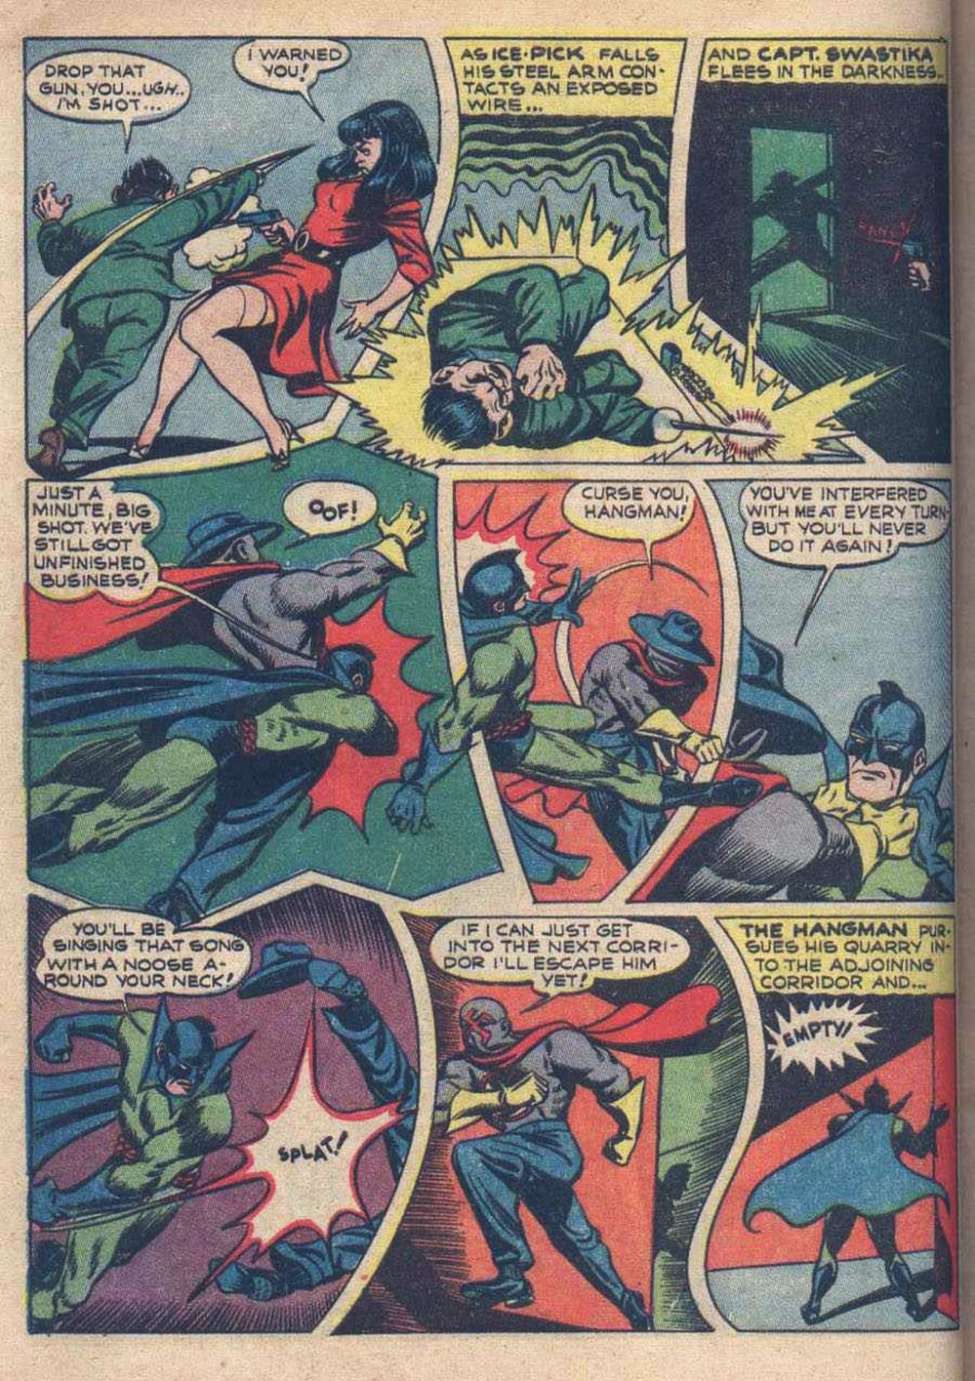 DROP THAT
GUN, YOU...UGH..
I'M SHOT...
I WARNED
YOU!
AS ICE-PICK FALLS
HIS STEEL ARM CON-
TACTS AN EXPOSED
WIRE...
AND CAPT. SWASTIKA
FLEES IN THE DARKNESS..
JUST A
MINUTE, BIG
SHOT. WE'VE
STILL GOT
UNFINISHED
BUSINESS!
OOF!
CURSE YOU,
HANGMAN!
YOU'VE INTERFERED
WITH ME AT EVERY TURN-
BUT YOU'LL NEVER
DO IT AGAIN!
YOU'LL BE
SINGING THAT SONG
WITH A NOOSE A-
ROUND YOUR NECK!
SPLAT!
IF I CAN JUST GET
INTO THE NEXT CORRI-
DOR I'LL ESCAPE HIM
YET!
THE HANGMAN PUR-
SUES HIS QUARRY IN-
TO THE ADJOINING
CORRIDOR AND...
EMPTY!